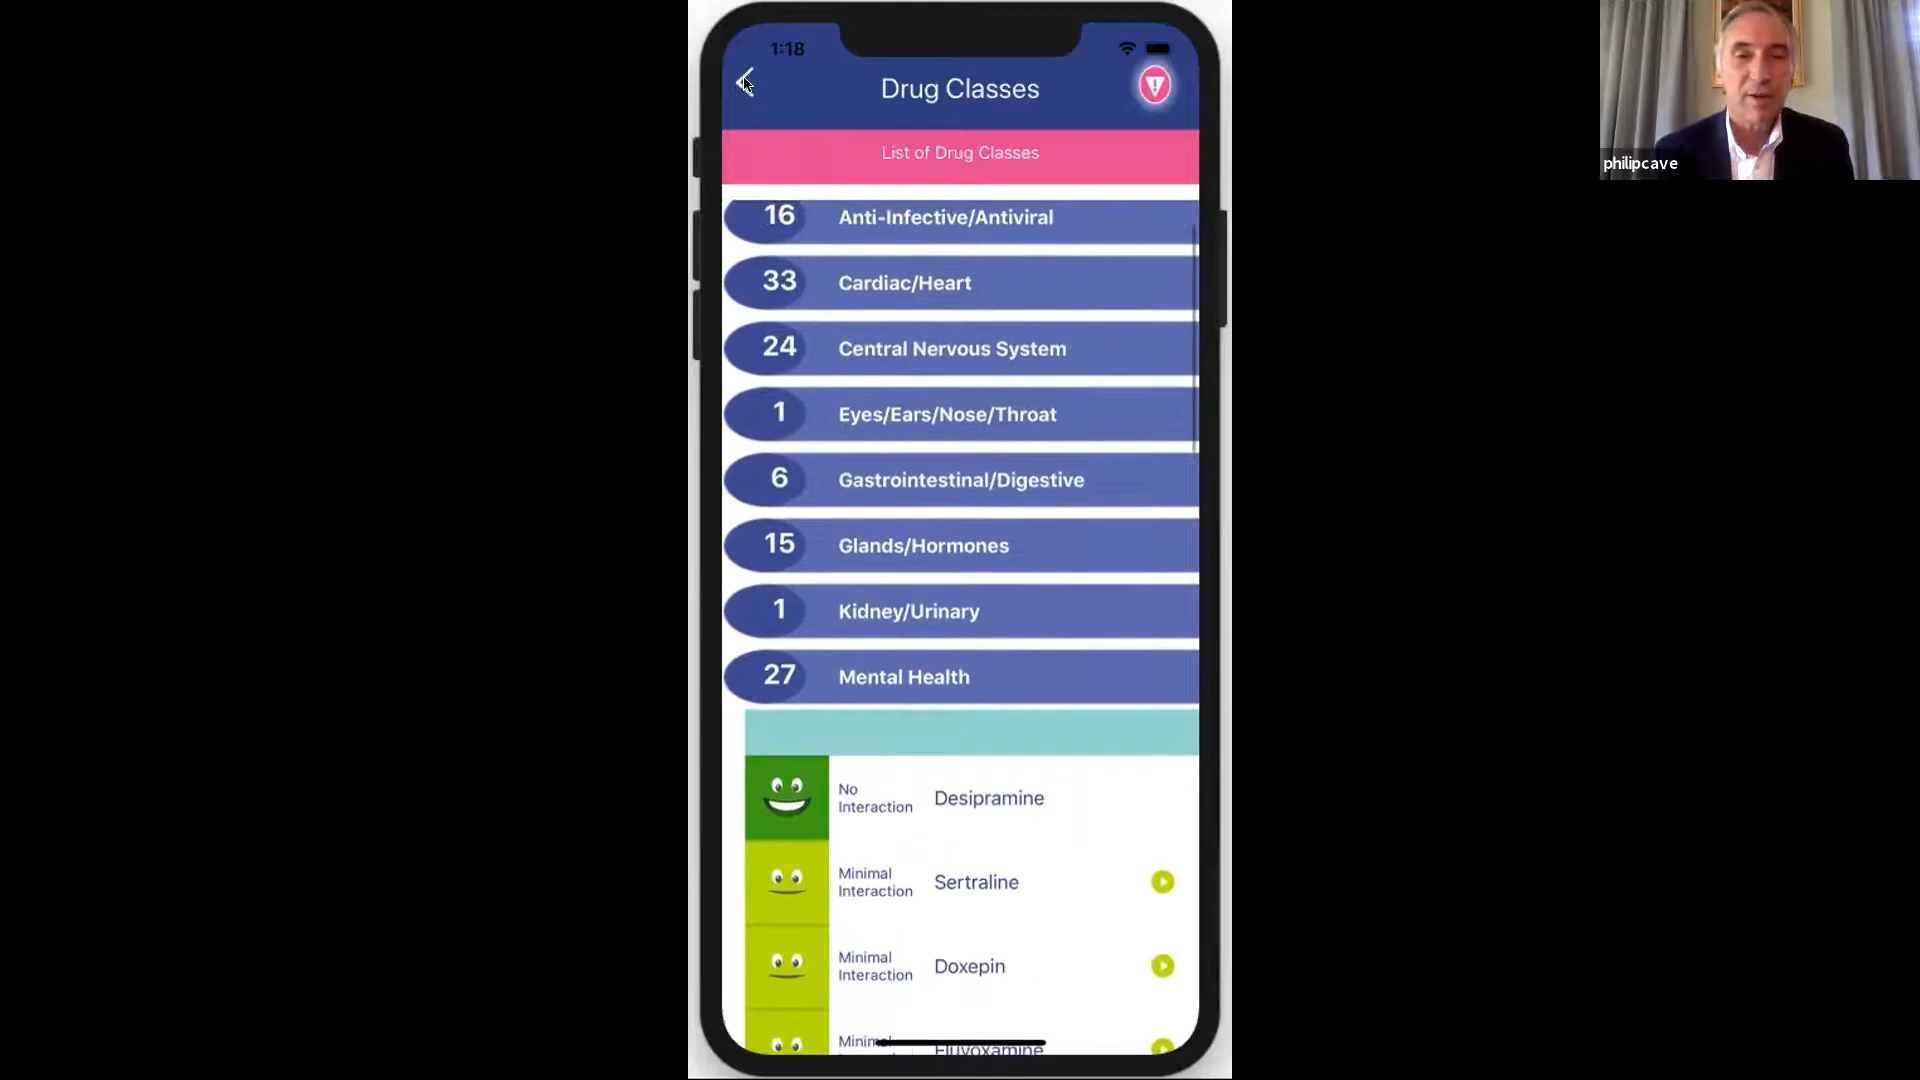 1:18
Drug Classes
List of Drug Classes
16 Anti-Infective/Antiviral
33 Cardiac/Heart
24 Central Nervous System
1 Eyes/Ears/Nose/Throat
6 Gastrointestinal/Digestive
15 Glands/Hormones
1 Kidney/Urinary
27 Mental Health
No
Interaction
Desipramine
Minimal
Interaction
Sertraline
Minimal
Interaction
Doxepin
Minimal
Fluvoxamine
philipcave